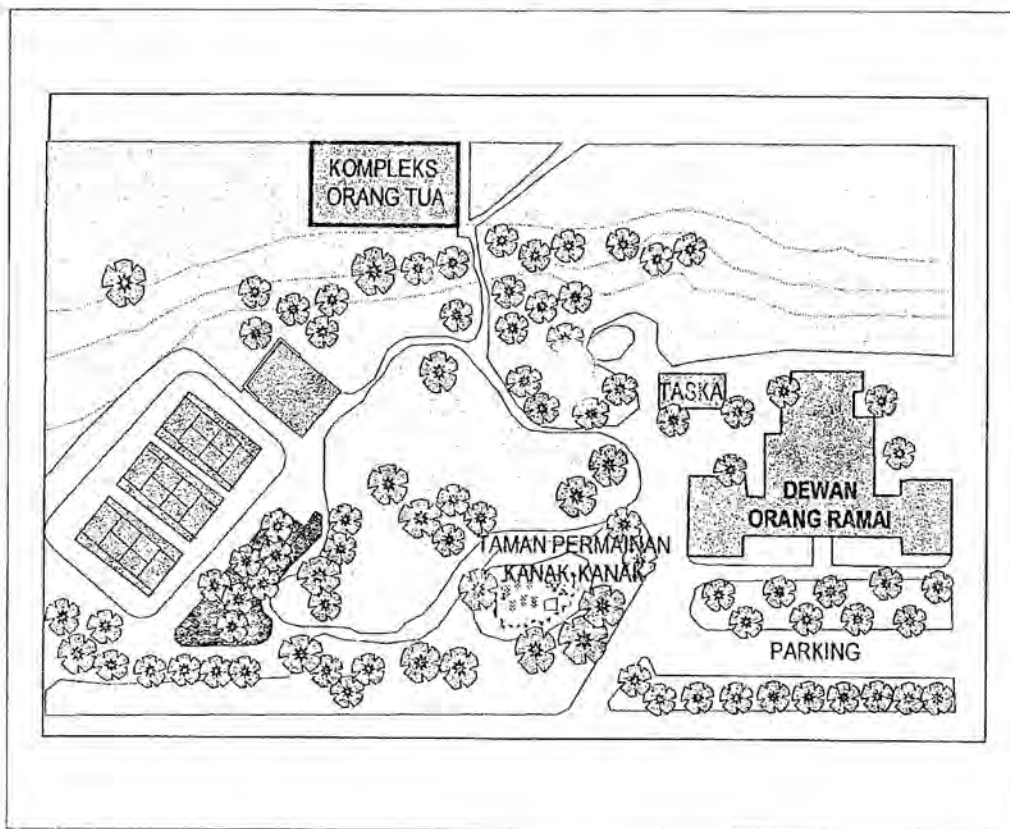 KOMPLEKS
ORANG TUA
TASKA
DEWAN
ORANG RAMAI
TAMAN PERMAINAN
KANAK-KANAK
PARKING